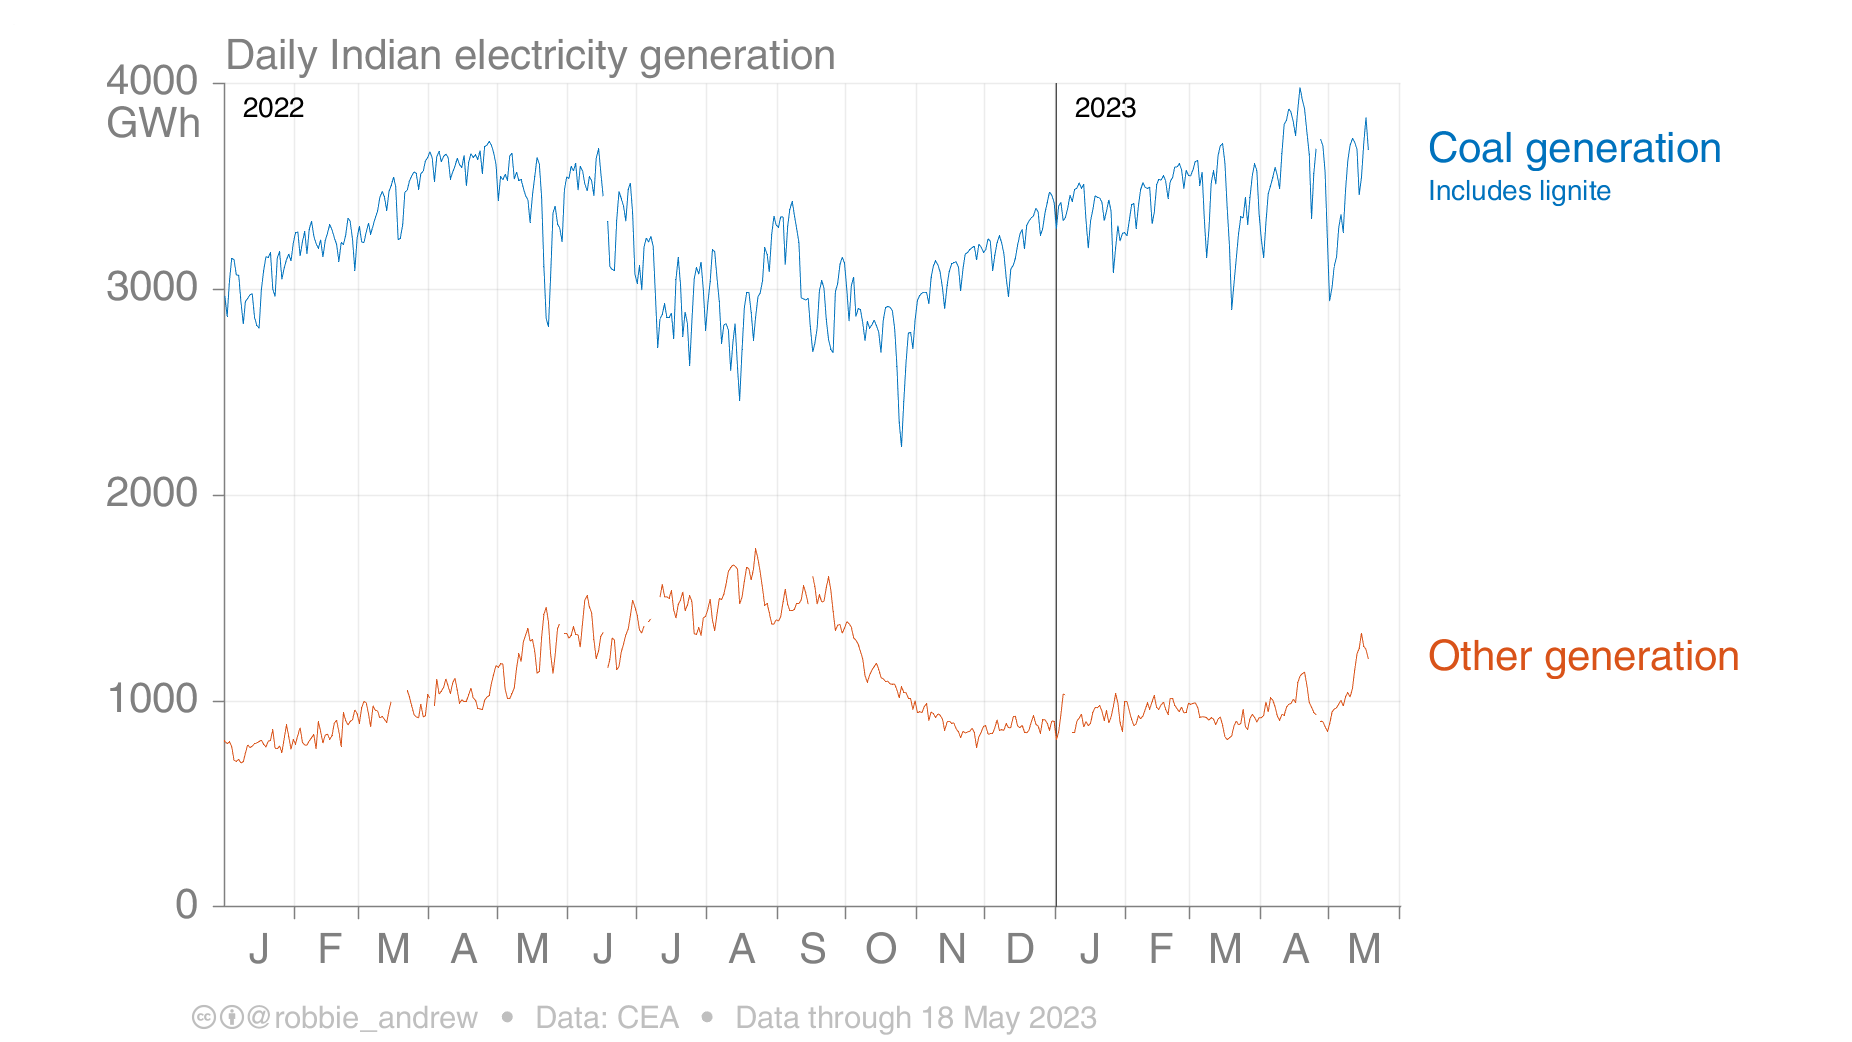 Daily Indian electricity generation
4000
GWh
2022
2023
Coal generation
Includes lignite
3000
2000
Other generation
1000
0
J F M A M J J A S O N D J F M A M
cc @robbie_andrew • Data: CEA • Data through 18 May 2023